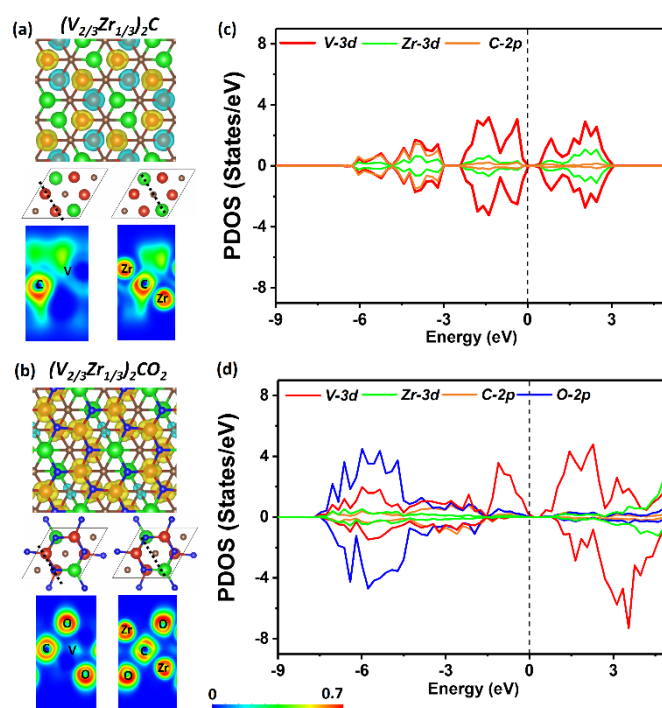 (a) (V2/3Zr1/3)2C
V
C
Zr
C
Zr
(b) (V2/3Zr1/3)2CO2
O
C
V
O
Zr
O
C
O
Zr
0
0.7
(c)
V-3d Zr-3d C-2p
PDOS (States/eV)
8
4
0
-4
-8
-9 -6 -3 0 3
Energy (eV)
(d)
V-3d Zr-3d C-2p O-2p
PDOS (States/eV)
8
4
0
-4
-8
-9 -6 -3 0 3
Energy (eV)